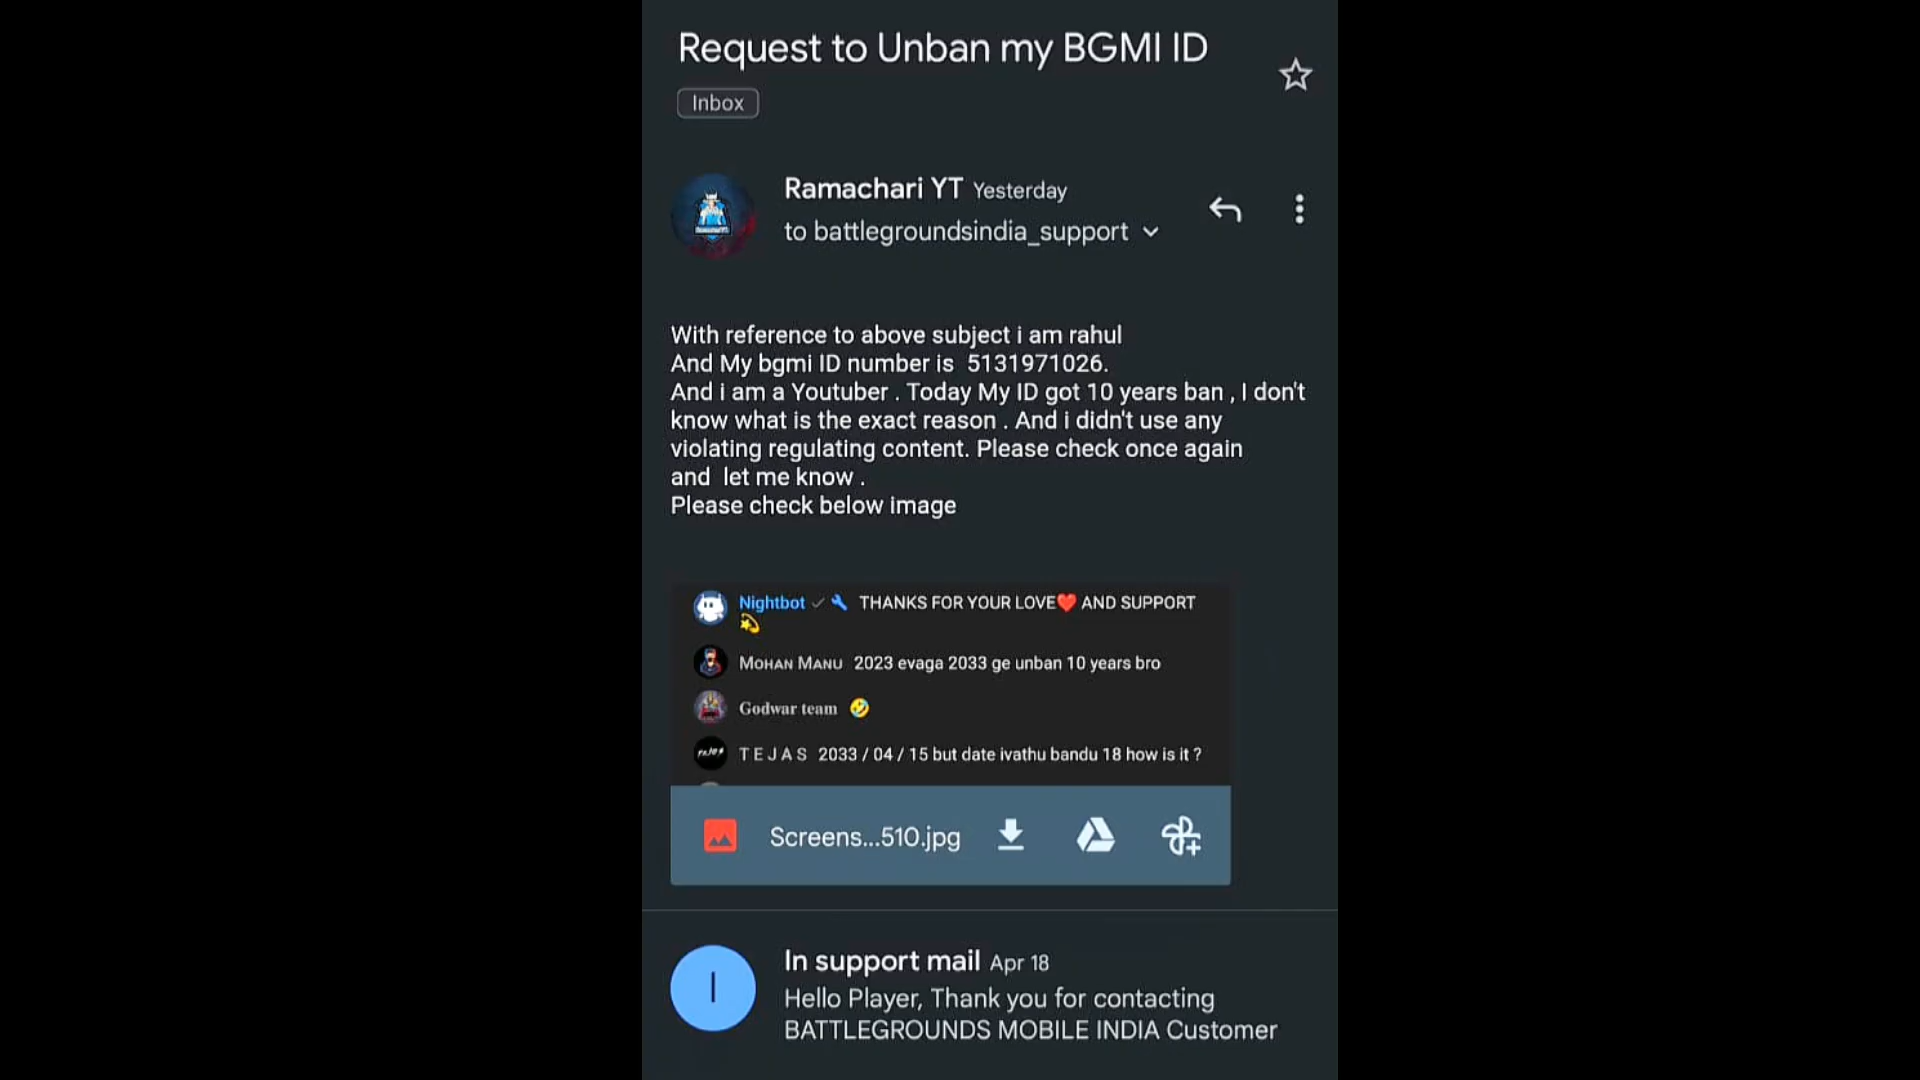 Request to Unban my BGMI ID
Inbox
Ramachari YT Yesterday
to battlegroundsindia_support
With reference to above subject i am rahul
And My bgmi ID number is  5131971026.
And i am a Youtuber . Today My ID got 10 years ban , I don't
know what is the exact reason . And i didn't use any
violating regulating content. Please check once again
and  let me know .
Please check below image
Nightbot THANKS FOR YOUR LOVE❤️ AND SUPPORT
💫
Mᴏʜᴀɴ Mᴀɴᴜ 2023 evaga 2033 ge unban 10 years bro
Godwar team 🤣
T E J A S 2033 / 04 / 15 but date ivathu bandu 18 how is it ?
Screens...510.jpg
I
In support mail Apr 18
Hello Player, Thank you for contacting
BATTLEGROUNDS MOBILE INDIA Customer